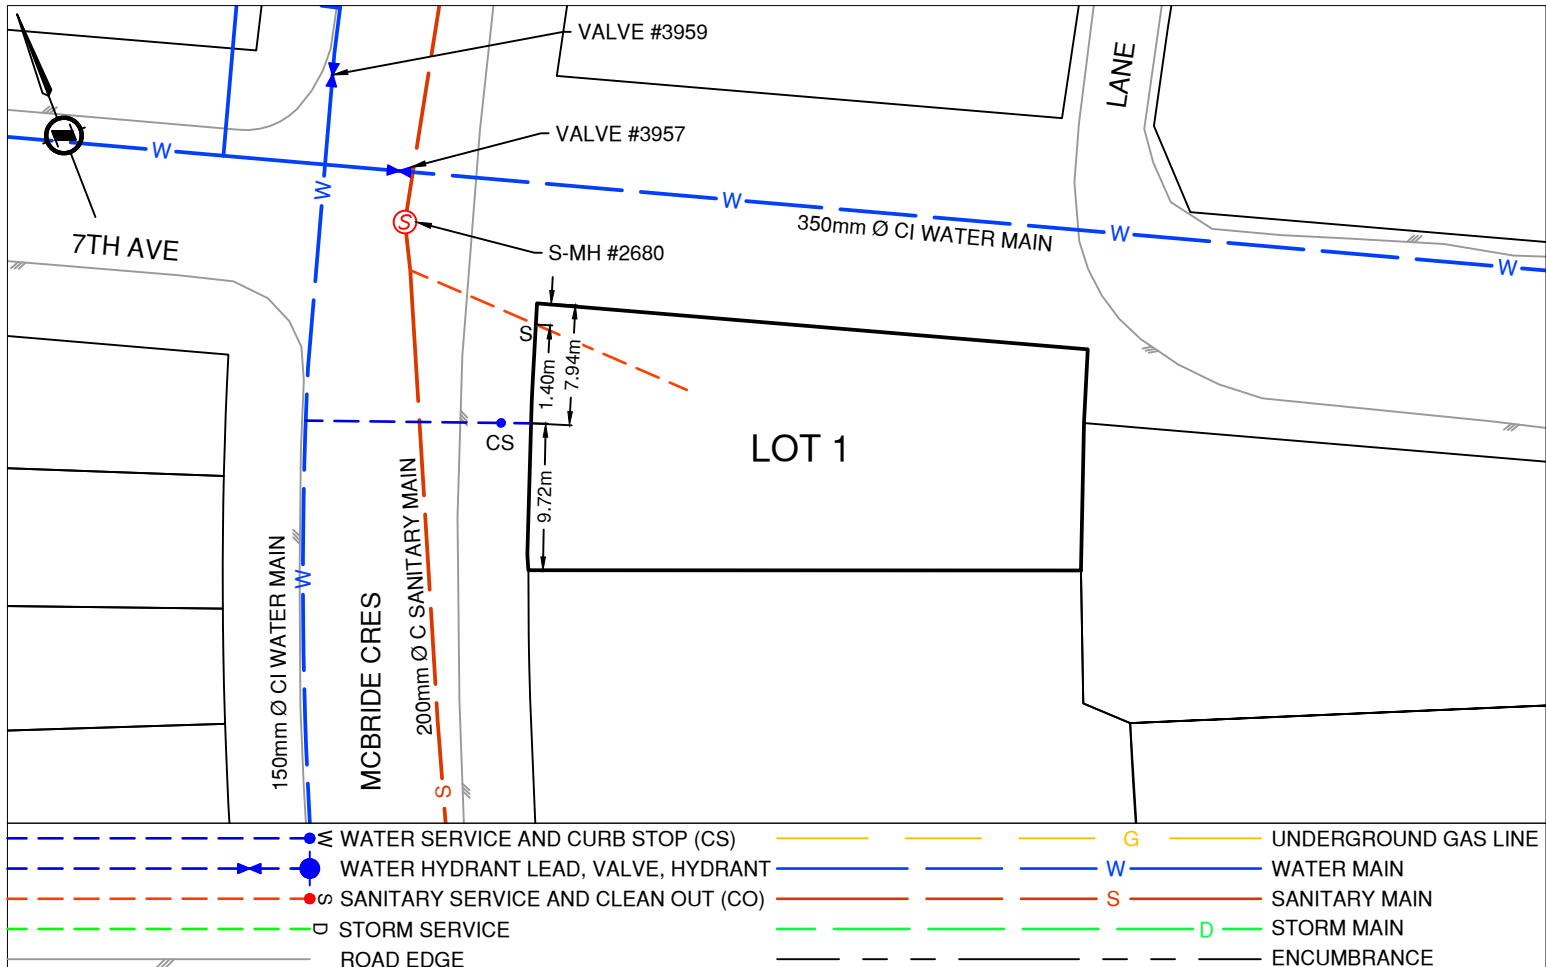 VALVE #3959
LANE
VALVE #3957
W
W
W
350mm Ø CI WATER MAIN
W
W
S
7TH AVE
S-MH #2680
S
1.40m
7.94m
CS
LOT 1
9.72m
150mm Ø CI WATER MAIN
W
MCBRIDE CRES
200mm Ø C SANITARY MAIN
S
W WATER SERVICE AND CURB STOP (CS)
G UNDERGROUND GAS LINE
WATER HYDRANT LEAD, VALVE, HYDRANT
W WATER MAIN
S SANITARY SERVICE AND CLEAN OUT (CO)
S SANITARY MAIN
D STORM SERVICE
D STORM MAIN
ROAD EDGE
ENCUMBRANCE